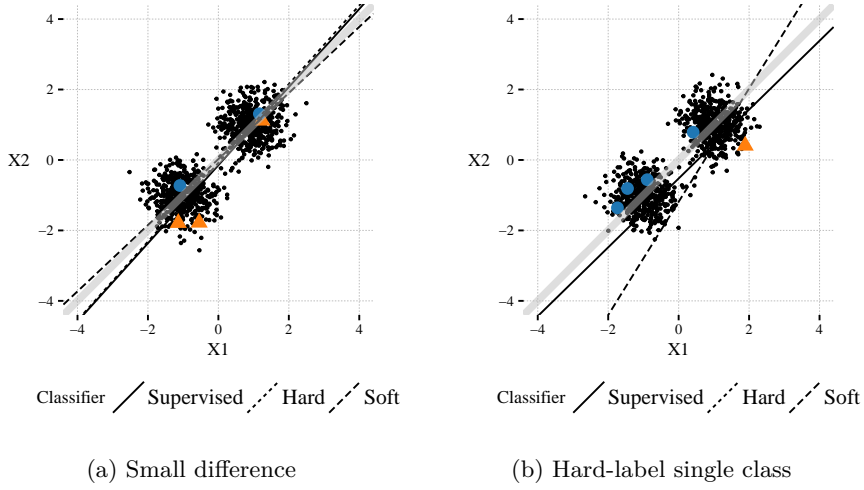 4
2
0
−2
−4
X2
−4 −2 0 2 4
X1
Classifier Supervised Hard Soft
(a) Small difference
4
2
0
−2
−4
X2
−4 −2 0 2 4
X1
Classifier Supervised Hard Soft
(b) Hard-label single class